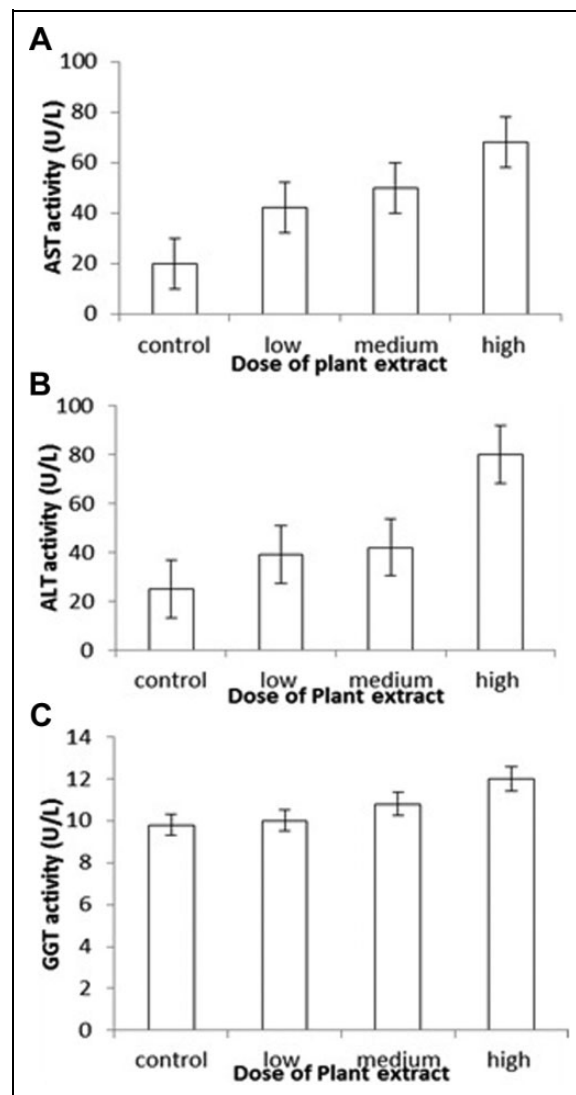 A
AST activity (U/L)
100
80
60
40
20
0
control low medium high
Dose of plant extract
B
ALT activity (U/L)
100
80
60
40
20
0
control low medium high
Dose of Plant extract
C
GGT activity (U/L)
14
12
10
8
6
4
2
0
control low medium high
Dose of Plant extract